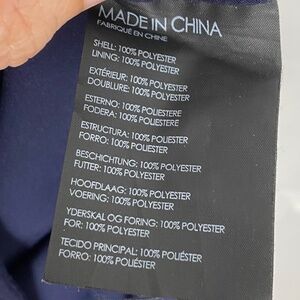 MADE IN CHINA
FABRIQUÉ EN CHINE
SHELL: 100% POLYESTER
LINING: 100% POLYESTER
EXTÉRIEUR: 100% POLYESTER
DOUBLURE: 100% POLYESTER
ESTERNO: 100% POLIESTERE
FODERA: 100% POLIESTERE
ESTRUCTURA: 100% POLIESTER
FORRO: 100% POLIESTER
BESCHICHTUNG: 100% POLYESTER
FUTTER: 100% POLYESTER
HOOFDLAAG: 100% POLYESTER
VOERING: 100% POLYESTER
YDERSKAL OG FORING: 100% POLYESTER
FOR: 100% POLYESTER
TECIDO PRINCIPAL: 100% POLIÉSTER
FORRO: 100% POLIÉSTER